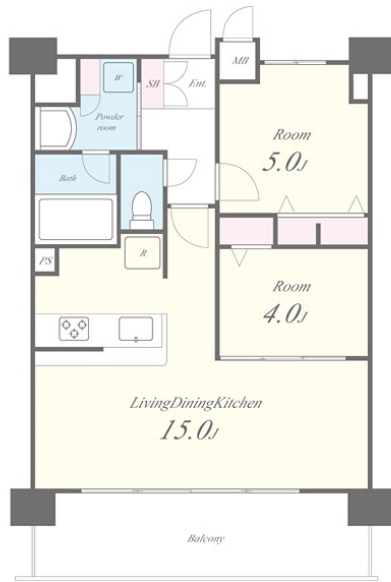 MB
W
SB
Ent.
Powder
room
Room
5.0J
Bath
PS
R
Room
4.0J
LivingDiningKitchen
15.0J
Balcony